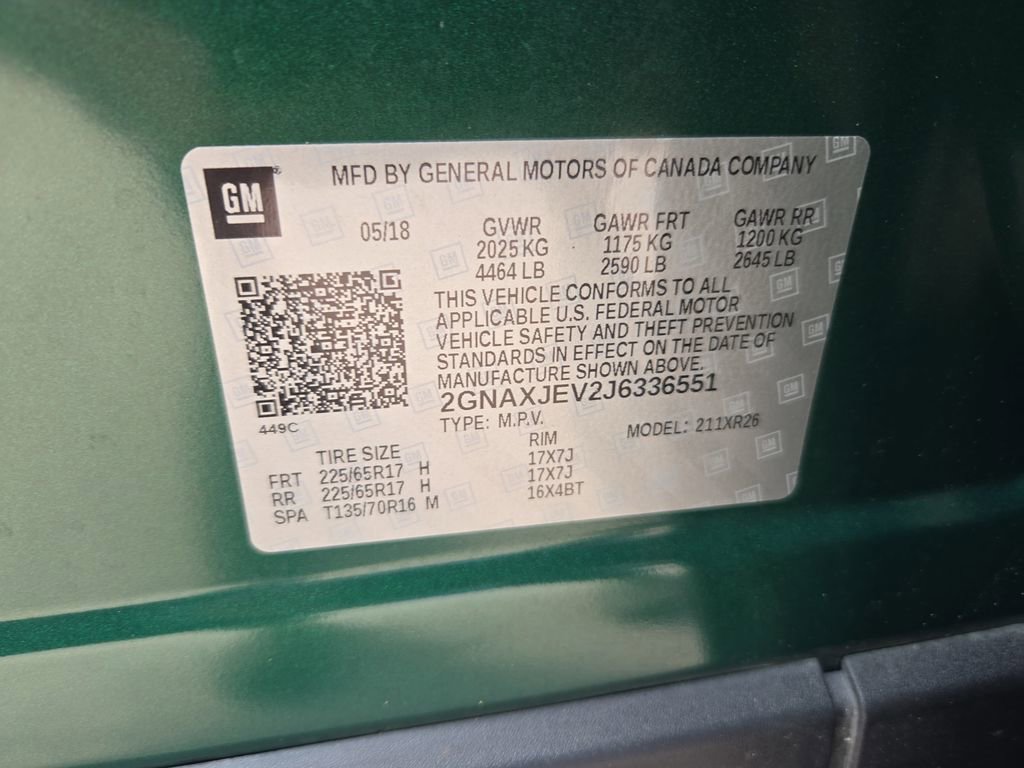 GM
MFD BY GENERAL MOTORS OF CANADA COMPANY
05/18 GVWR GAWR FRT GAWR RR
2025 KG 1175 KG 1200 KG
4464 LB 2590 LB 2645 LB
THIS VEHICLE CONFORMS TO ALL
APPLICABLE U.S. FEDERAL MOTOR
VEHICLE SAFETY AND THEFT PREVENTION
STANDARDS IN EFFECT ON THE DATE OF
MANUFACTURE SHOWN ABOVE.
2GNAXJEV2J6336551
449C
TYPE: M.P.V. MODEL: 211XR26
TIRE SIZE RIM
FRT 225/65R17 H 17X7J
RR 225/65R17 H 17X7J
SPA T135/70R16 M 16X4BT